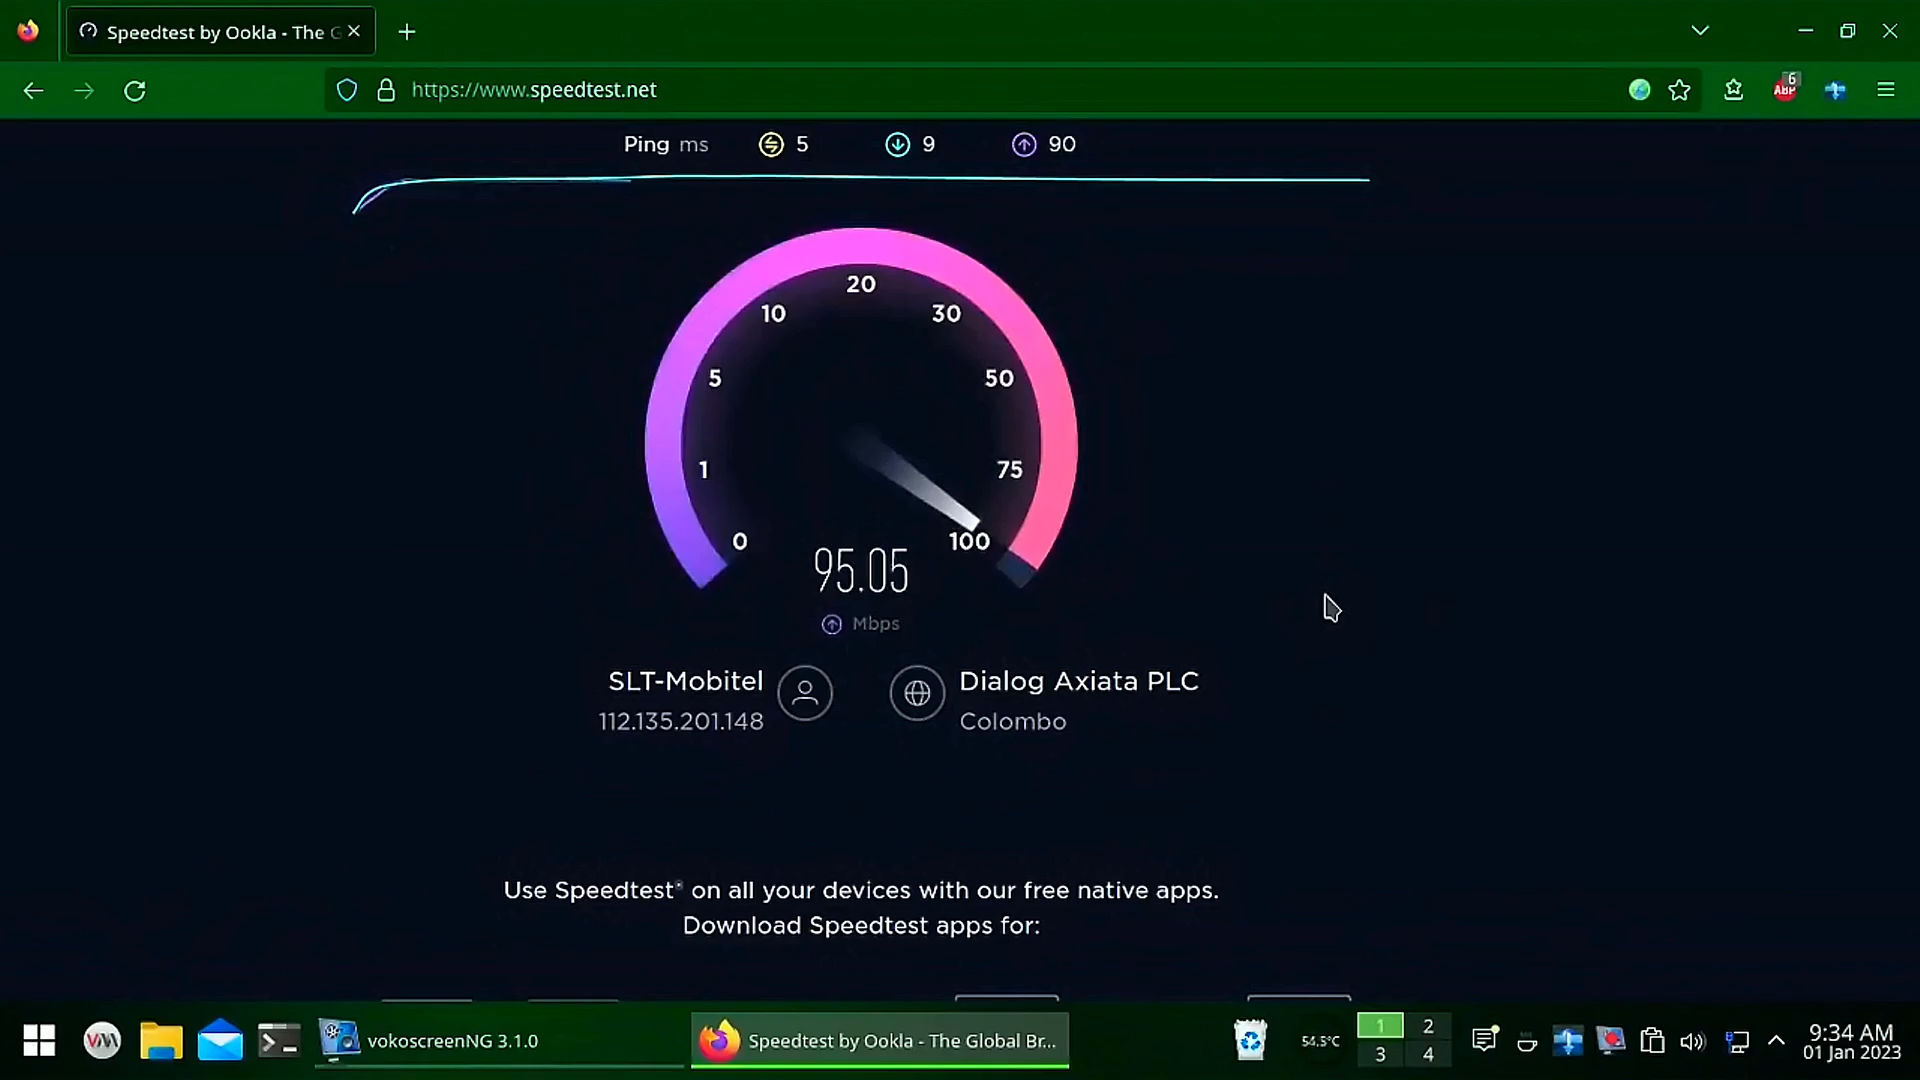 Speedtest by Ookla - The G
https://www.speedtest.net
6
ABP
Ping ms 5 9 90
0
1
5
10
20
30
50
75
100
95.05
Mbps
SLT-Mobitel
112.135.201.148
Dialog Axiata PLC
Colombo
Use Speedtest® on all your devices with our free native apps.
Download Speedtest apps for:
VM
vokoscreenNG 3.1.0
Speedtest by Ookla - The Global Br...
54.5°C
1 2
3 4
9:34 AM
01 Jan 2023